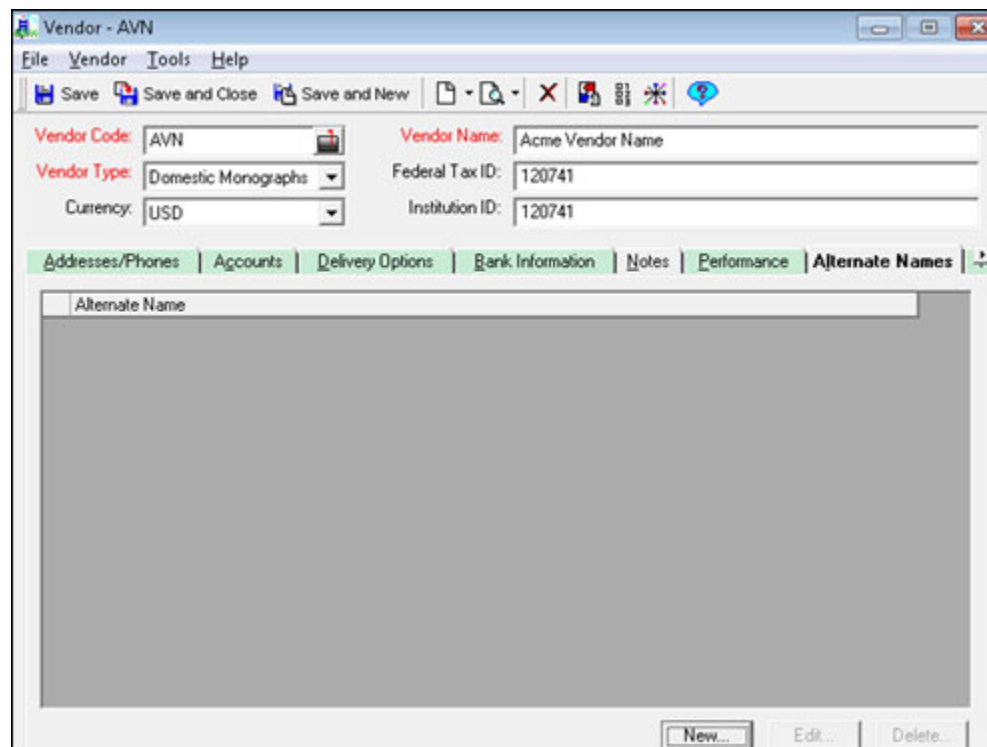 Vendor - AVN
File Vendor Tools Help
Save Save and Close Save and New
Vendor Code: AVN Vendor Name: Acme Vendor Name
Vendor Type: Domestic Monographs Federal Tax ID: 120741
Currency: USD Institution ID: 120741
Addresses/Phones Accounts Delivery Options Bank Information Notes Performance Alternate Names
Alternate Name
New... Edit... Delete...